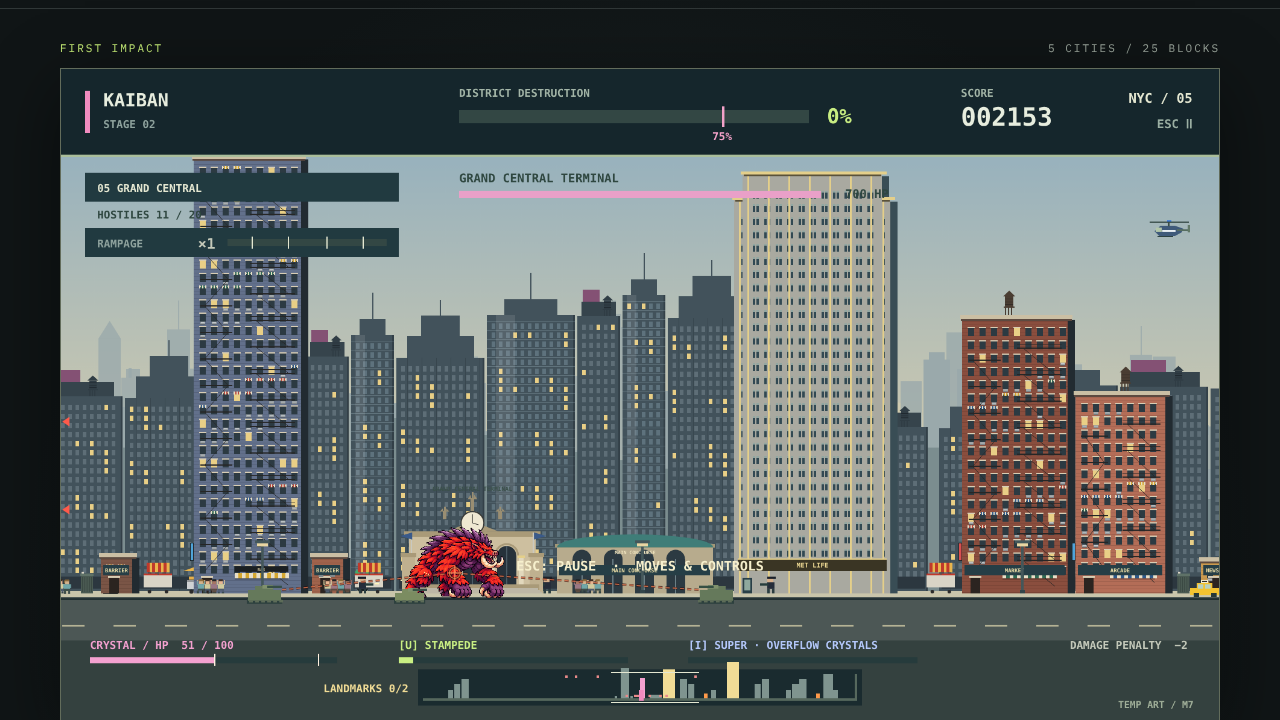 FIRST IMPACT
5 CITIES / 25 BLOCKS
KAIBAN
STAGE 02
DISTRICT DESTRUCTION
0%
75%
SCORE
002153
NYC / 05
ESC II
05 GRAND CENTRAL
HOSTILES 11 / 20
RAMPAGE ×1
GRAND CENTRAL TERMINAL
700 H
ESC: PAUSE · MOVES & CONTROLS
MET LIFE
BARRIER
BARRIER
MARKE
ARCADE
NEWS
CRYSTAL / HP 51 / 100
[U] STAMPEDE
[I] SUPER · OVERFLOW CRYSTALS
DAMAGE PENALTY −2
LANDMARKS 0/2
TEMP ART / M7